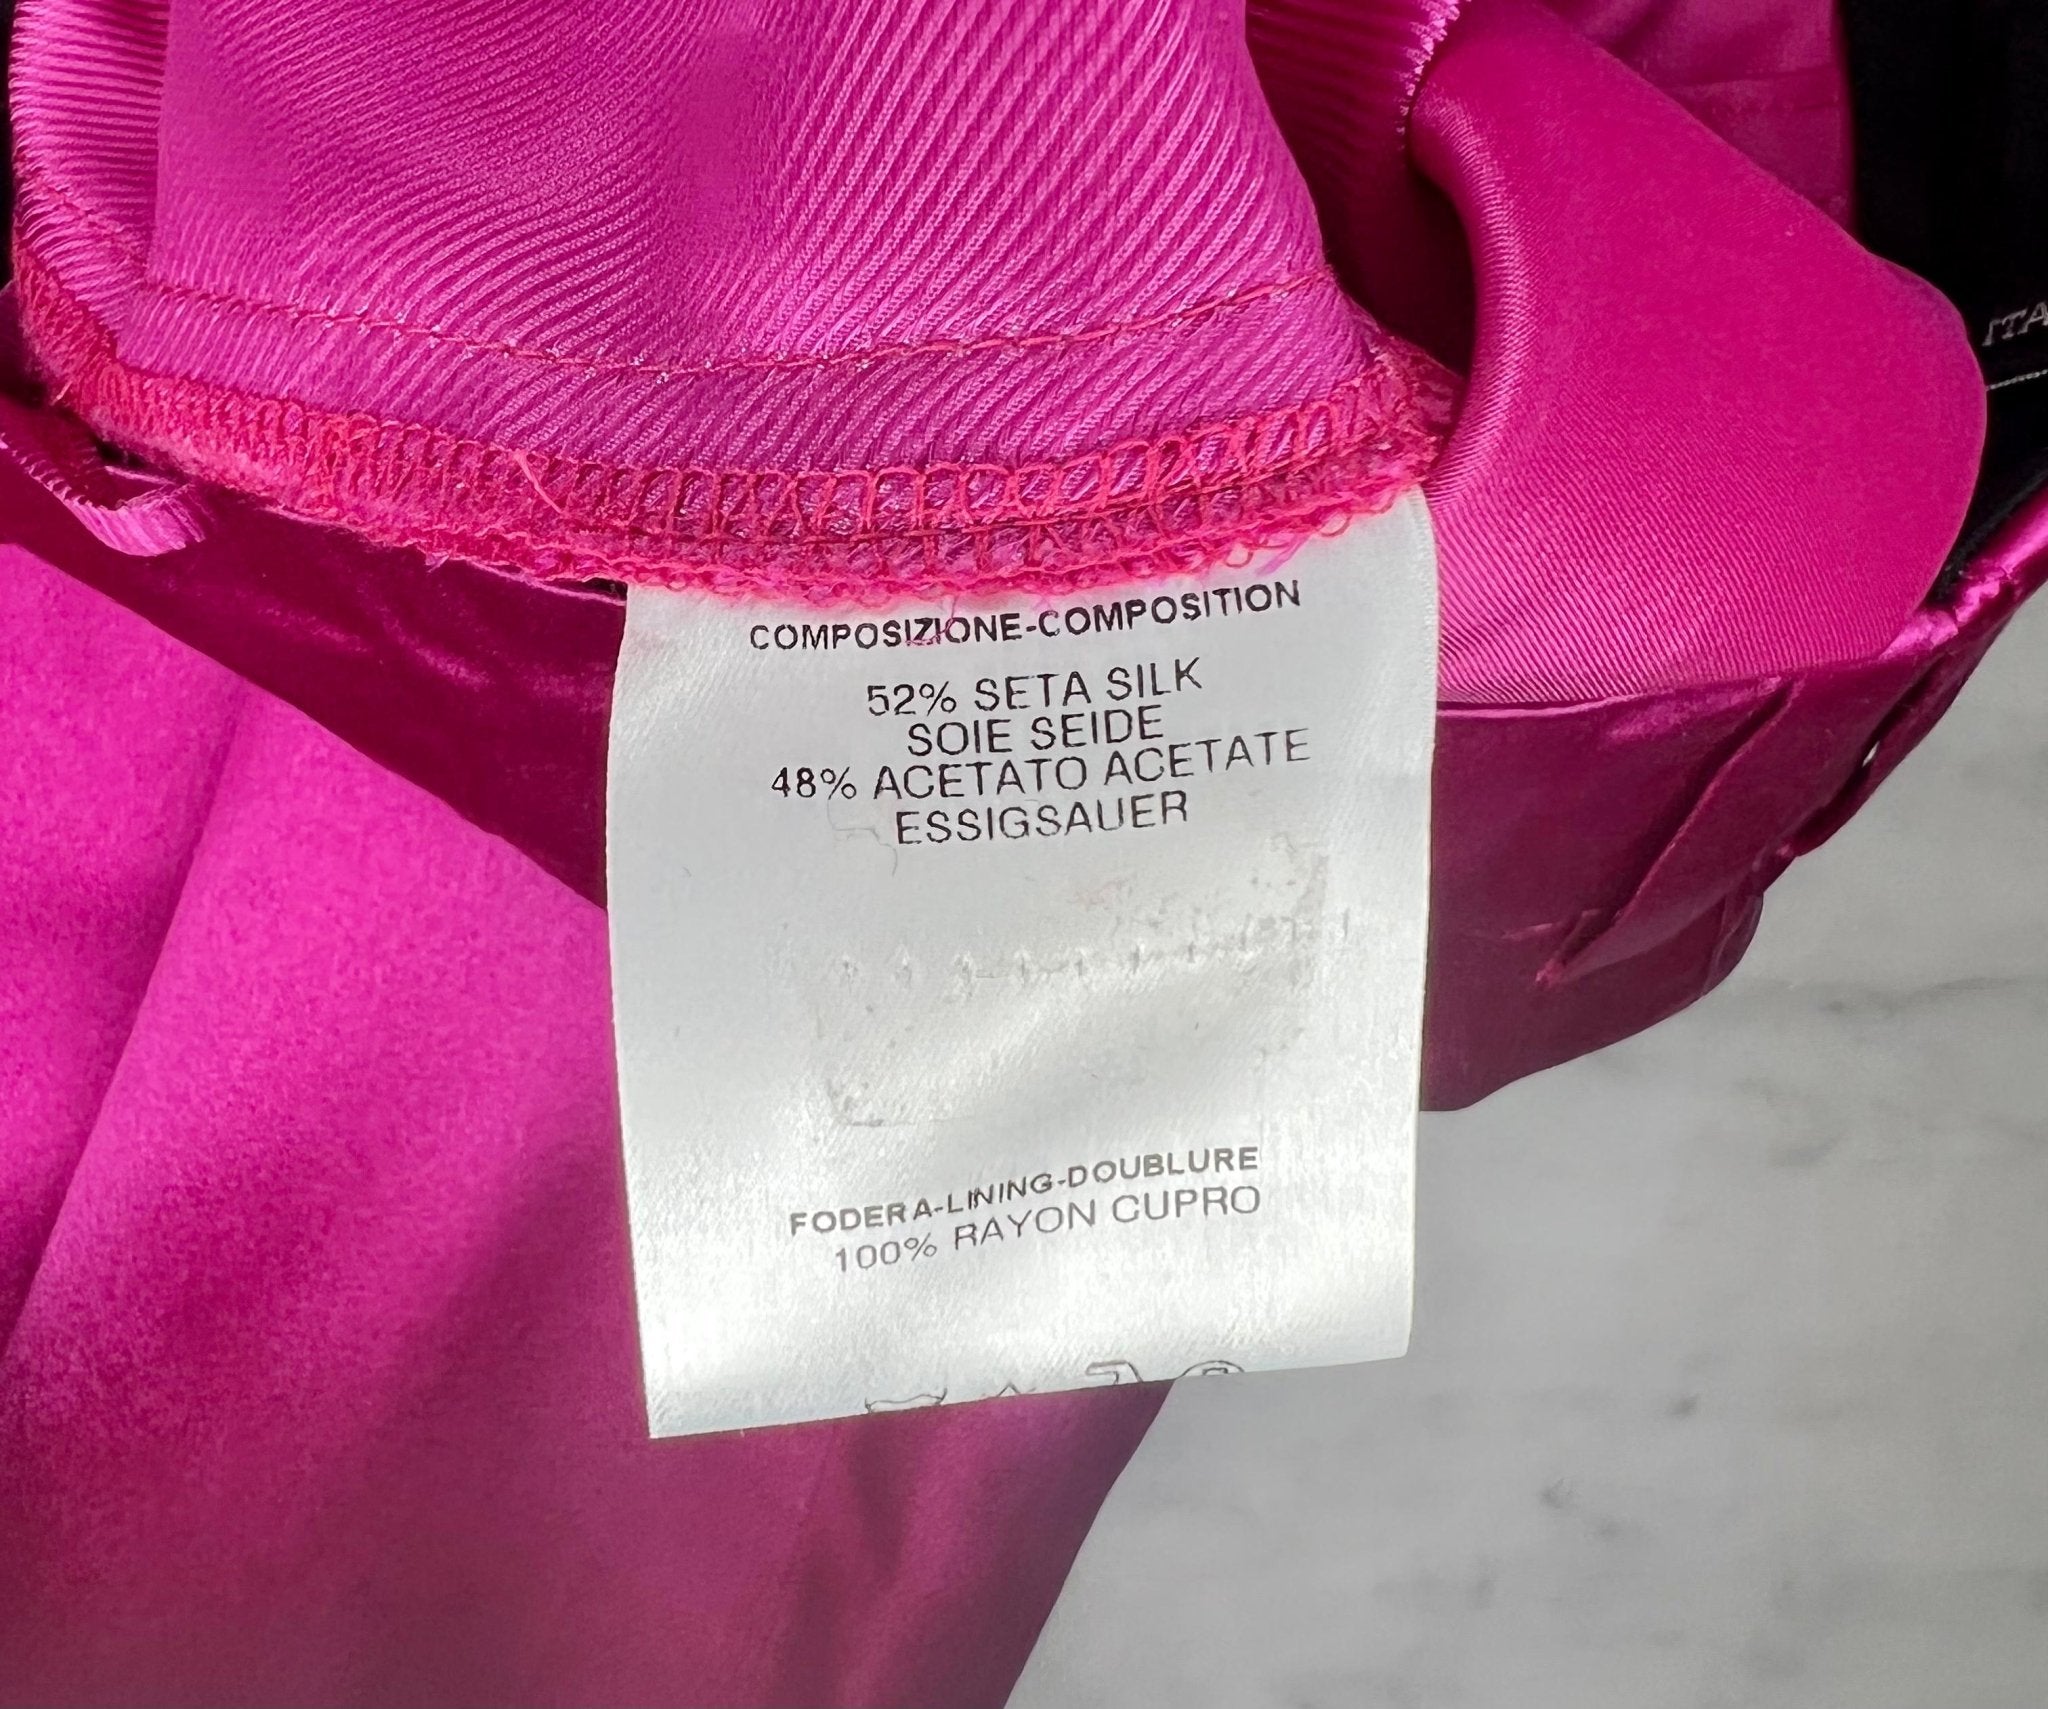 COMPOSIZIONE-COMPOSITION
52% SETA SILK
SOIE SEIDE
48% ACETATO ACETATE
ESSIGSAUER
FODERA-LINING-DOUBLURE
100% RAYON CUPRO